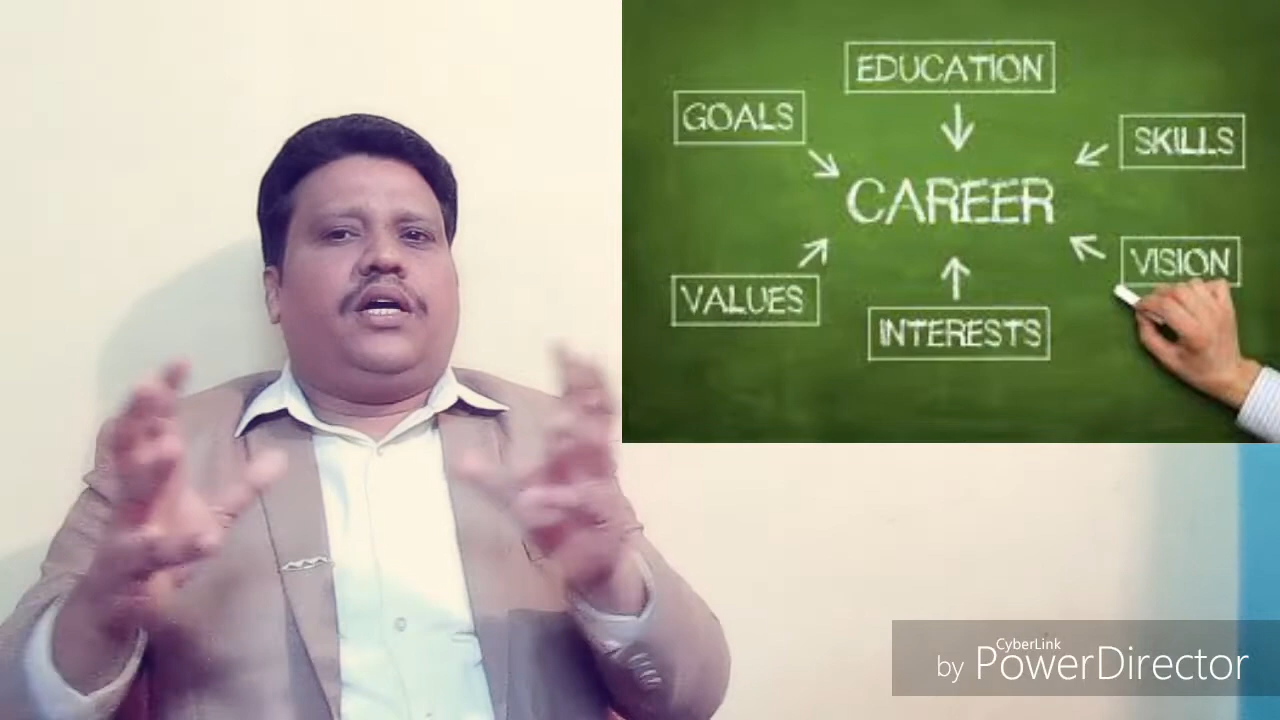 EDUCATION
GOALS
SKILLS
CAREER
VISION
VALUES
INTERESTS
CyberLink
by PowerDirector